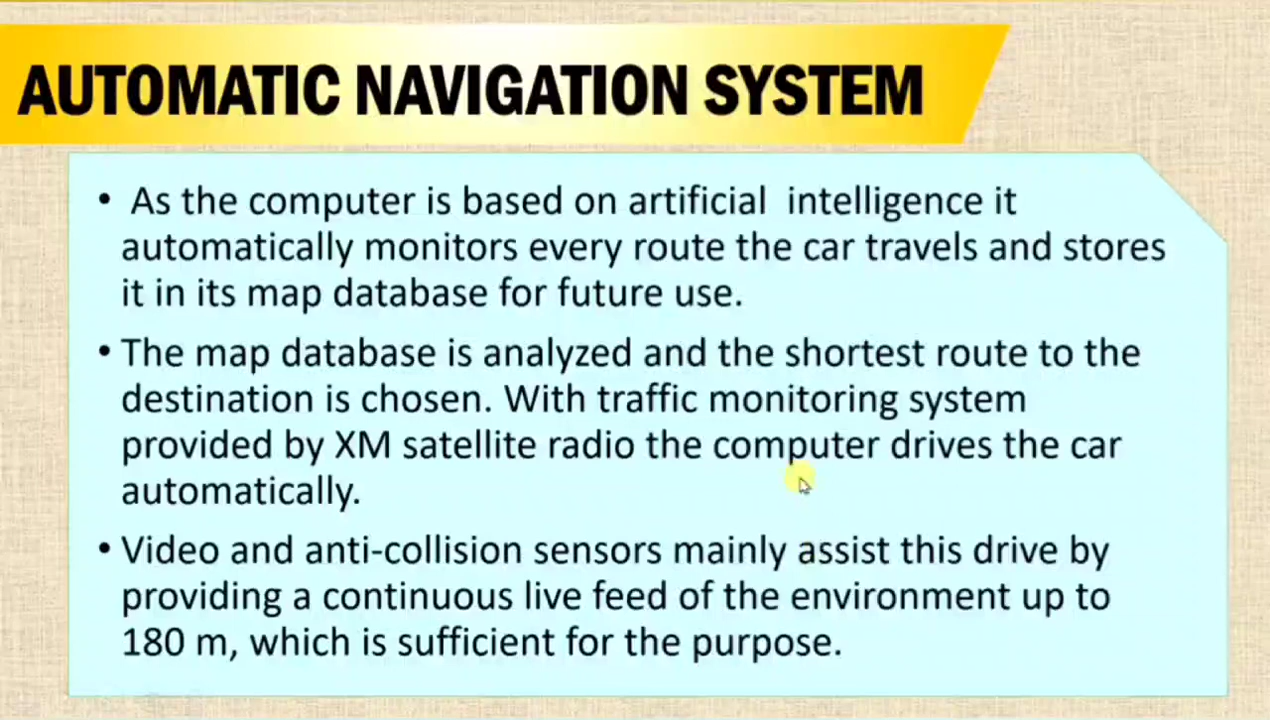 AUTOMATIC NAVIGATION SYSTEM
• As the computer is based on artificial intelligence it
automatically monitors every route the car travels and stores
it in its map database for future use.
• The map database is analyzed and the shortest route to the
destination is chosen. With traffic monitoring system
provided by XM satellite radio the computer drives the car
automatically.
• Video and anti-collision sensors mainly assist this drive by
providing a continuous live feed of the environment up to
180 m, which is sufficient for the purpose.